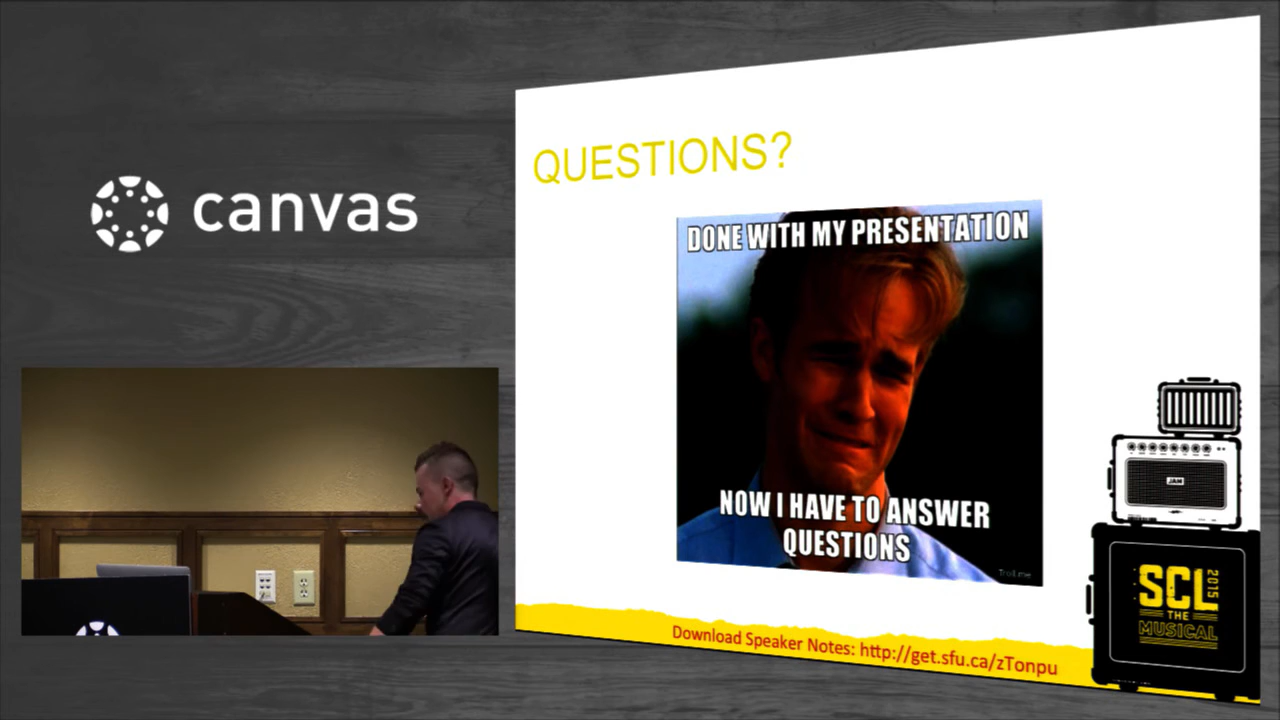 canvas
QUESTIONS?
DONE WITH MY PRESENTATION
NOW I HAVE TO ANSWER
QUESTIONS
Download Speaker Notes: http://get.sfu.ca/zTonpu
JAM
SCL 2015
THE
MUSICAL